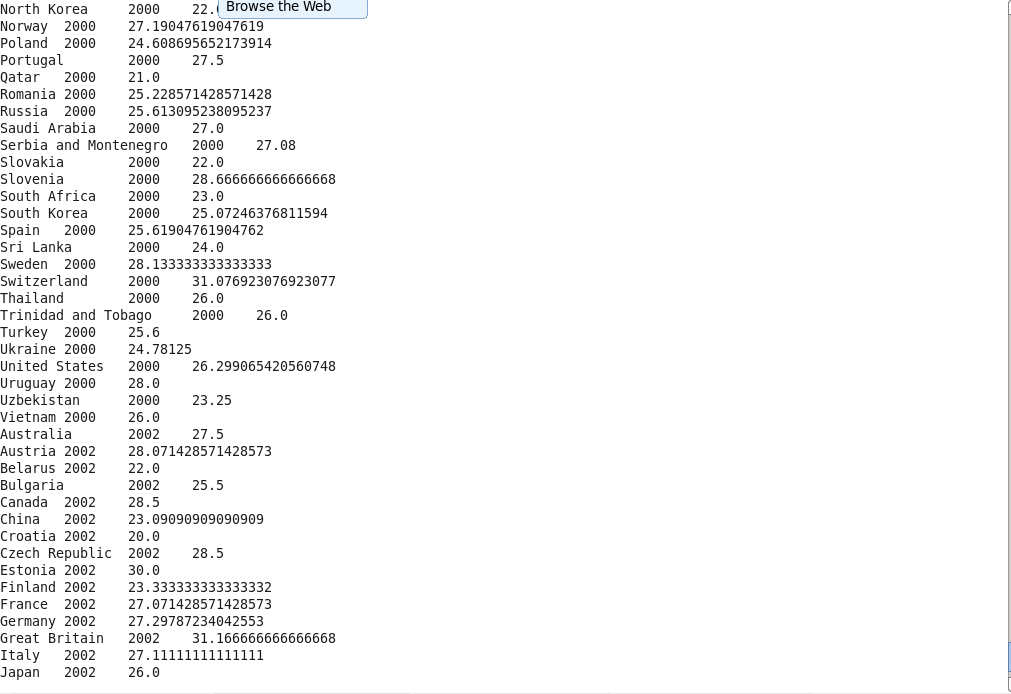 North Korea 2000 22.
Browse the Web
Norway 2000 27.19047619047619
Poland 2000 24.608695652173914
Portugal 2000 27.5
Qatar 2000 21.0
Romania 2000 25.228571428571428
Russia 2000 25.613095238095237
Saudi Arabia 2000 27.0
Serbia and Montenegro 2000 27.08
Slovakia 2000 22.0
Slovenia 2000 28.666666666666668
South Africa 2000 23.0
South Korea 2000 25.07246376811594
Spain 2000 25.61904761904762
Sri Lanka 2000 24.0
Sweden 2000 28.133333333333333
Switzerland 2000 31.076923076923077
Thailand 2000 26.0
Trinidad and Tobago 2000 26.0
Turkey 2000 25.6
Ukraine 2000 24.78125
United States 2000 26.299065420560748
Uruguay 2000 28.0
Uzbekistan 2000 23.25
Vietnam 2000 26.0
Australia 2002 27.5
Austria 2002 28.071428571428573
Belarus 2002 22.0
Bulgaria 2002 25.5
Canada 2002 28.5
China 2002 23.09090909090909
Croatia 2002 20.0
Czech Republic 2002 28.5
Estonia 2002 30.0
Finland 2002 23.333333333333332
France 2002 27.071428571428573
Germany 2002 27.29787234042553
Great Britain 2002 31.166666666666668
Italy 2002 27.11111111111111
Japan 2002 26.0